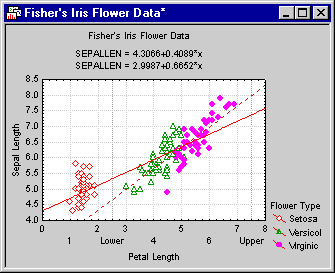 Fisher's Iris Flower Data*
Fisher's Iris Flower Data
SEPALLEN = 4.3066+0.4089*x
SEPALLEN = 2.9987+0.6652*x
Sepal Length
8.5
8.0
7.5
7.0
6.5
6.0
5.5
5.0
4.5
4.0
0 1 Lower 3 4 5 6 Upper 8
Petal Length
Flower Type
Setosa
Versicol
Virginic